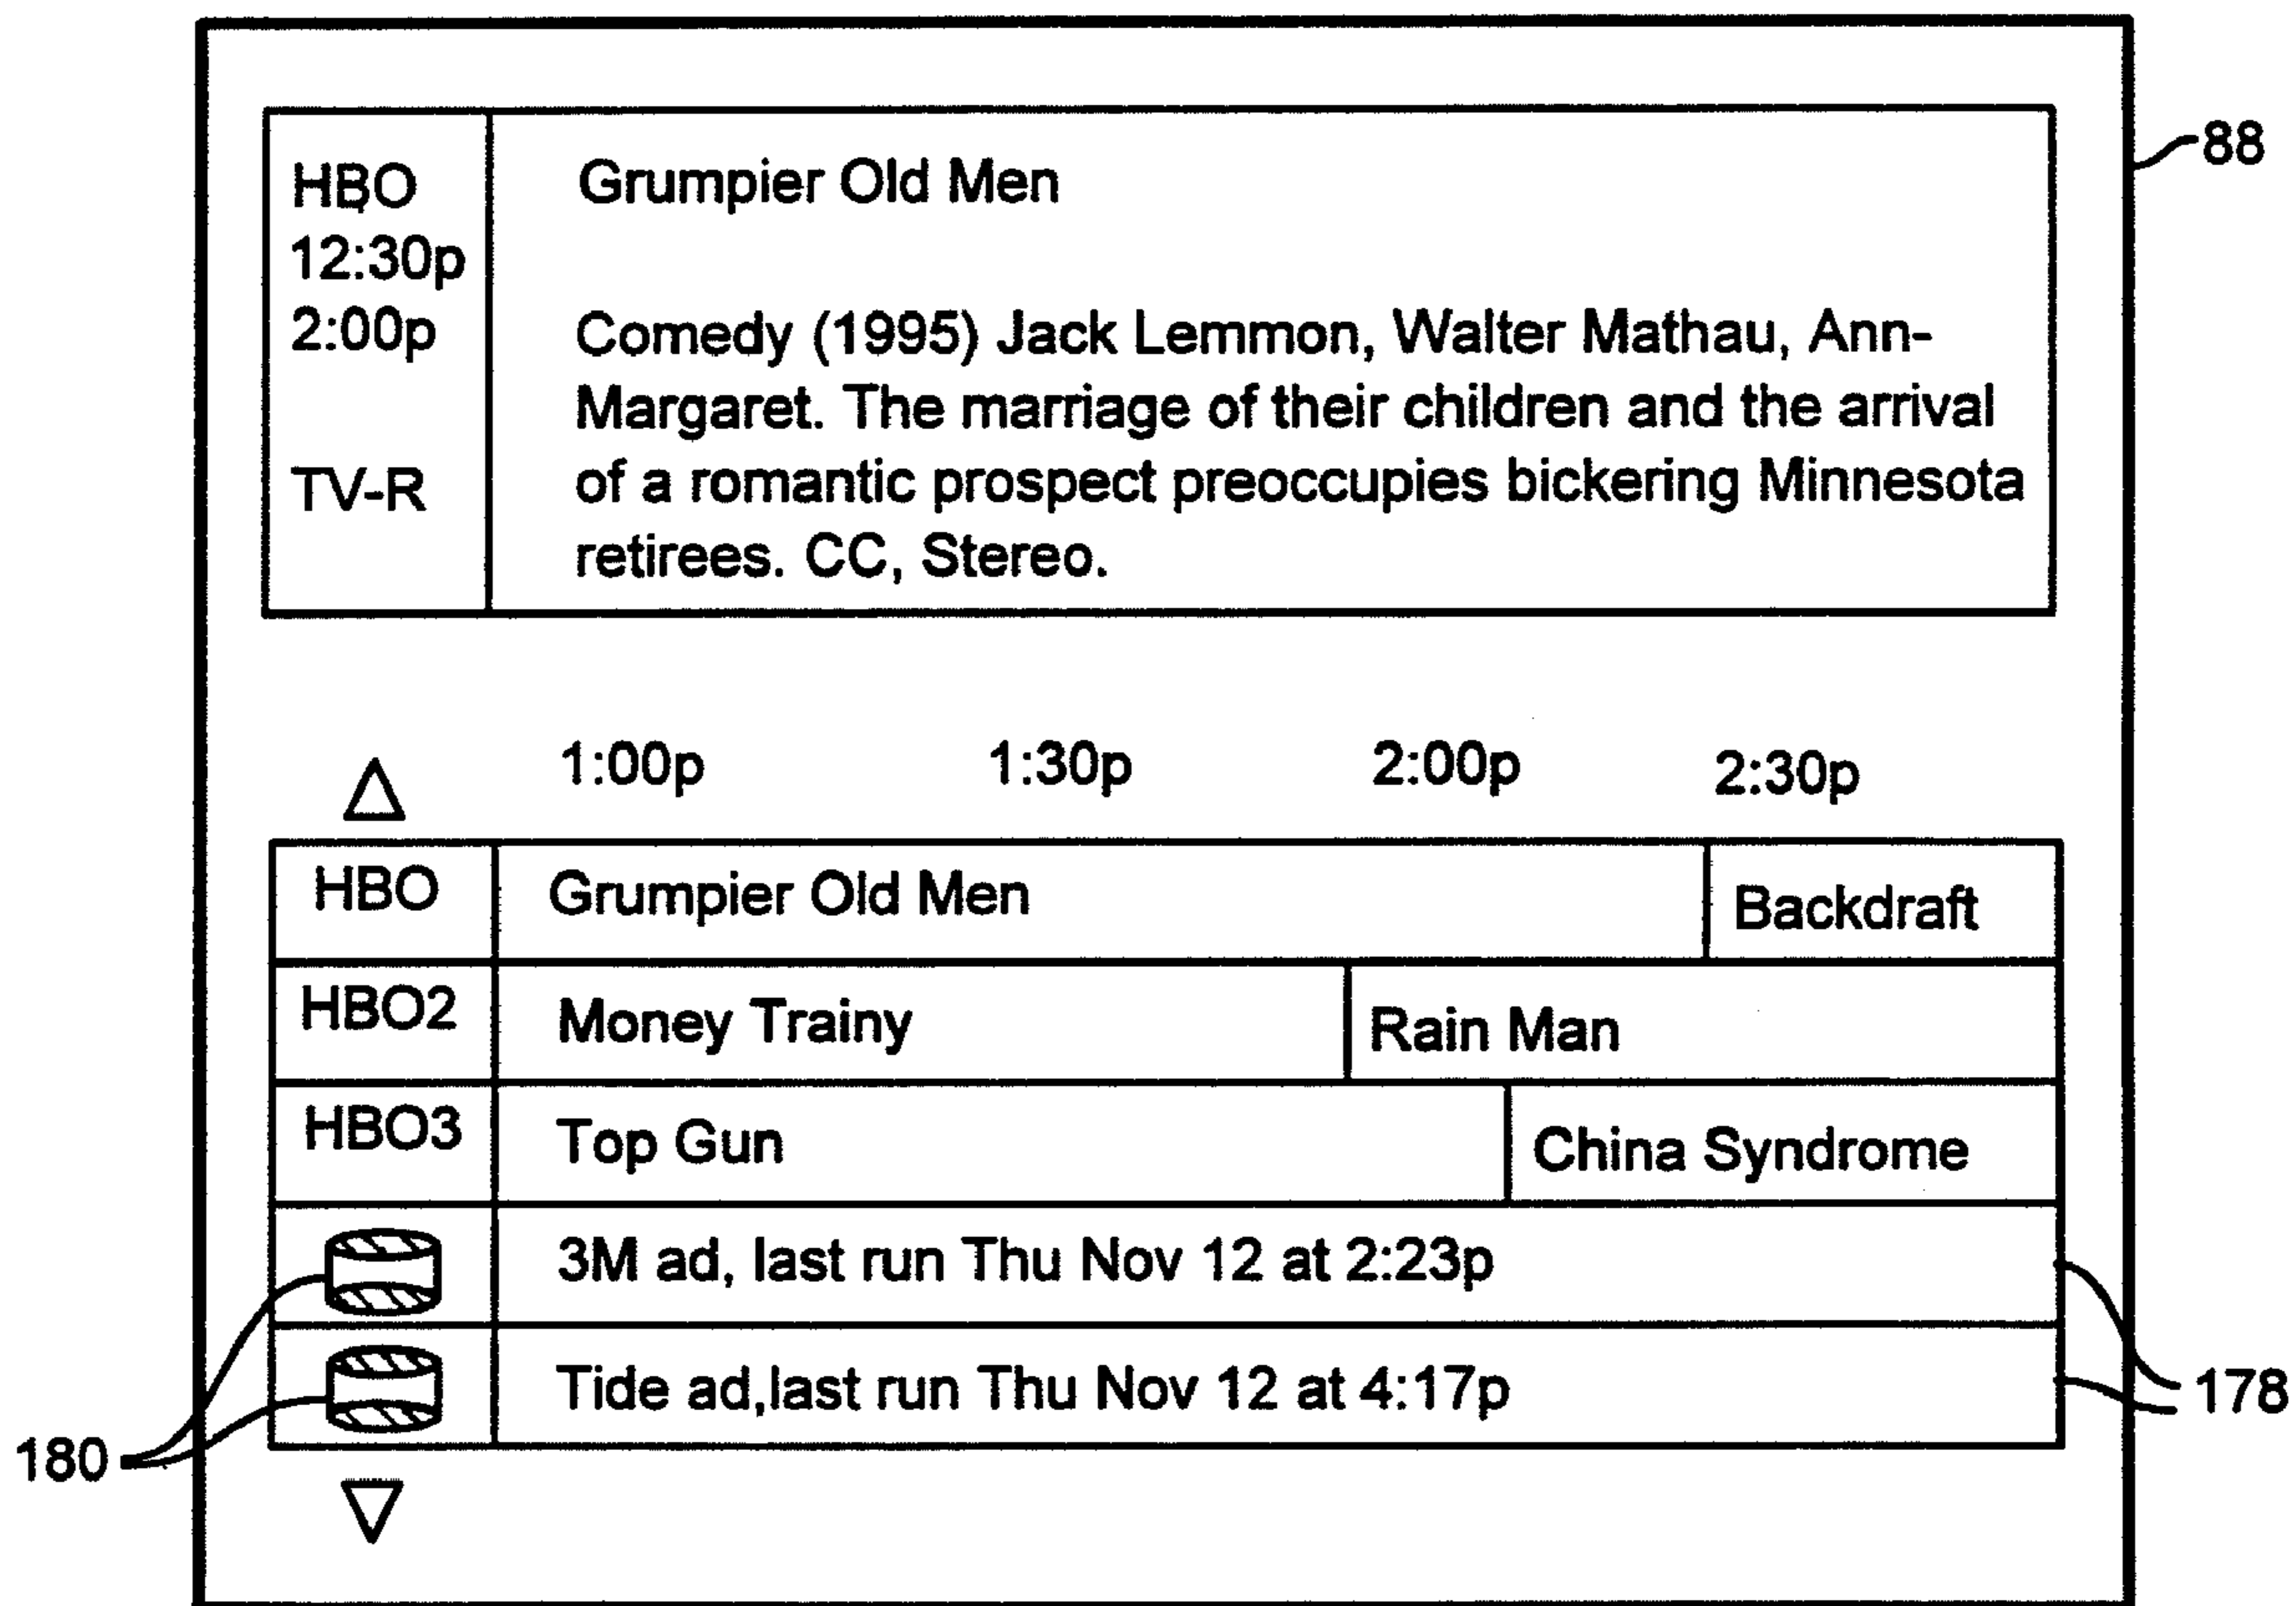 88
HBO
12:30p
2:00p
TV-R
Grumpier Old Men
Comedy (1995) Jack Lemmon, Walter Mathau, Ann-
Margaret. The marriage of their children and the arrival
of a romantic prospect preoccupies bickering Minnesota
retirees. CC, Stereo.
1:00p 1:30p 2:00p 2:30p
HBO Grumpier Old Men Backdraft
HBO2 Money Trainy Rain Man
HBO3 Top Gun China Syndrome
3M ad, last run Thu Nov 12 at 2:23p
Tide ad,last run Thu Nov 12 at 4:17p
178
180